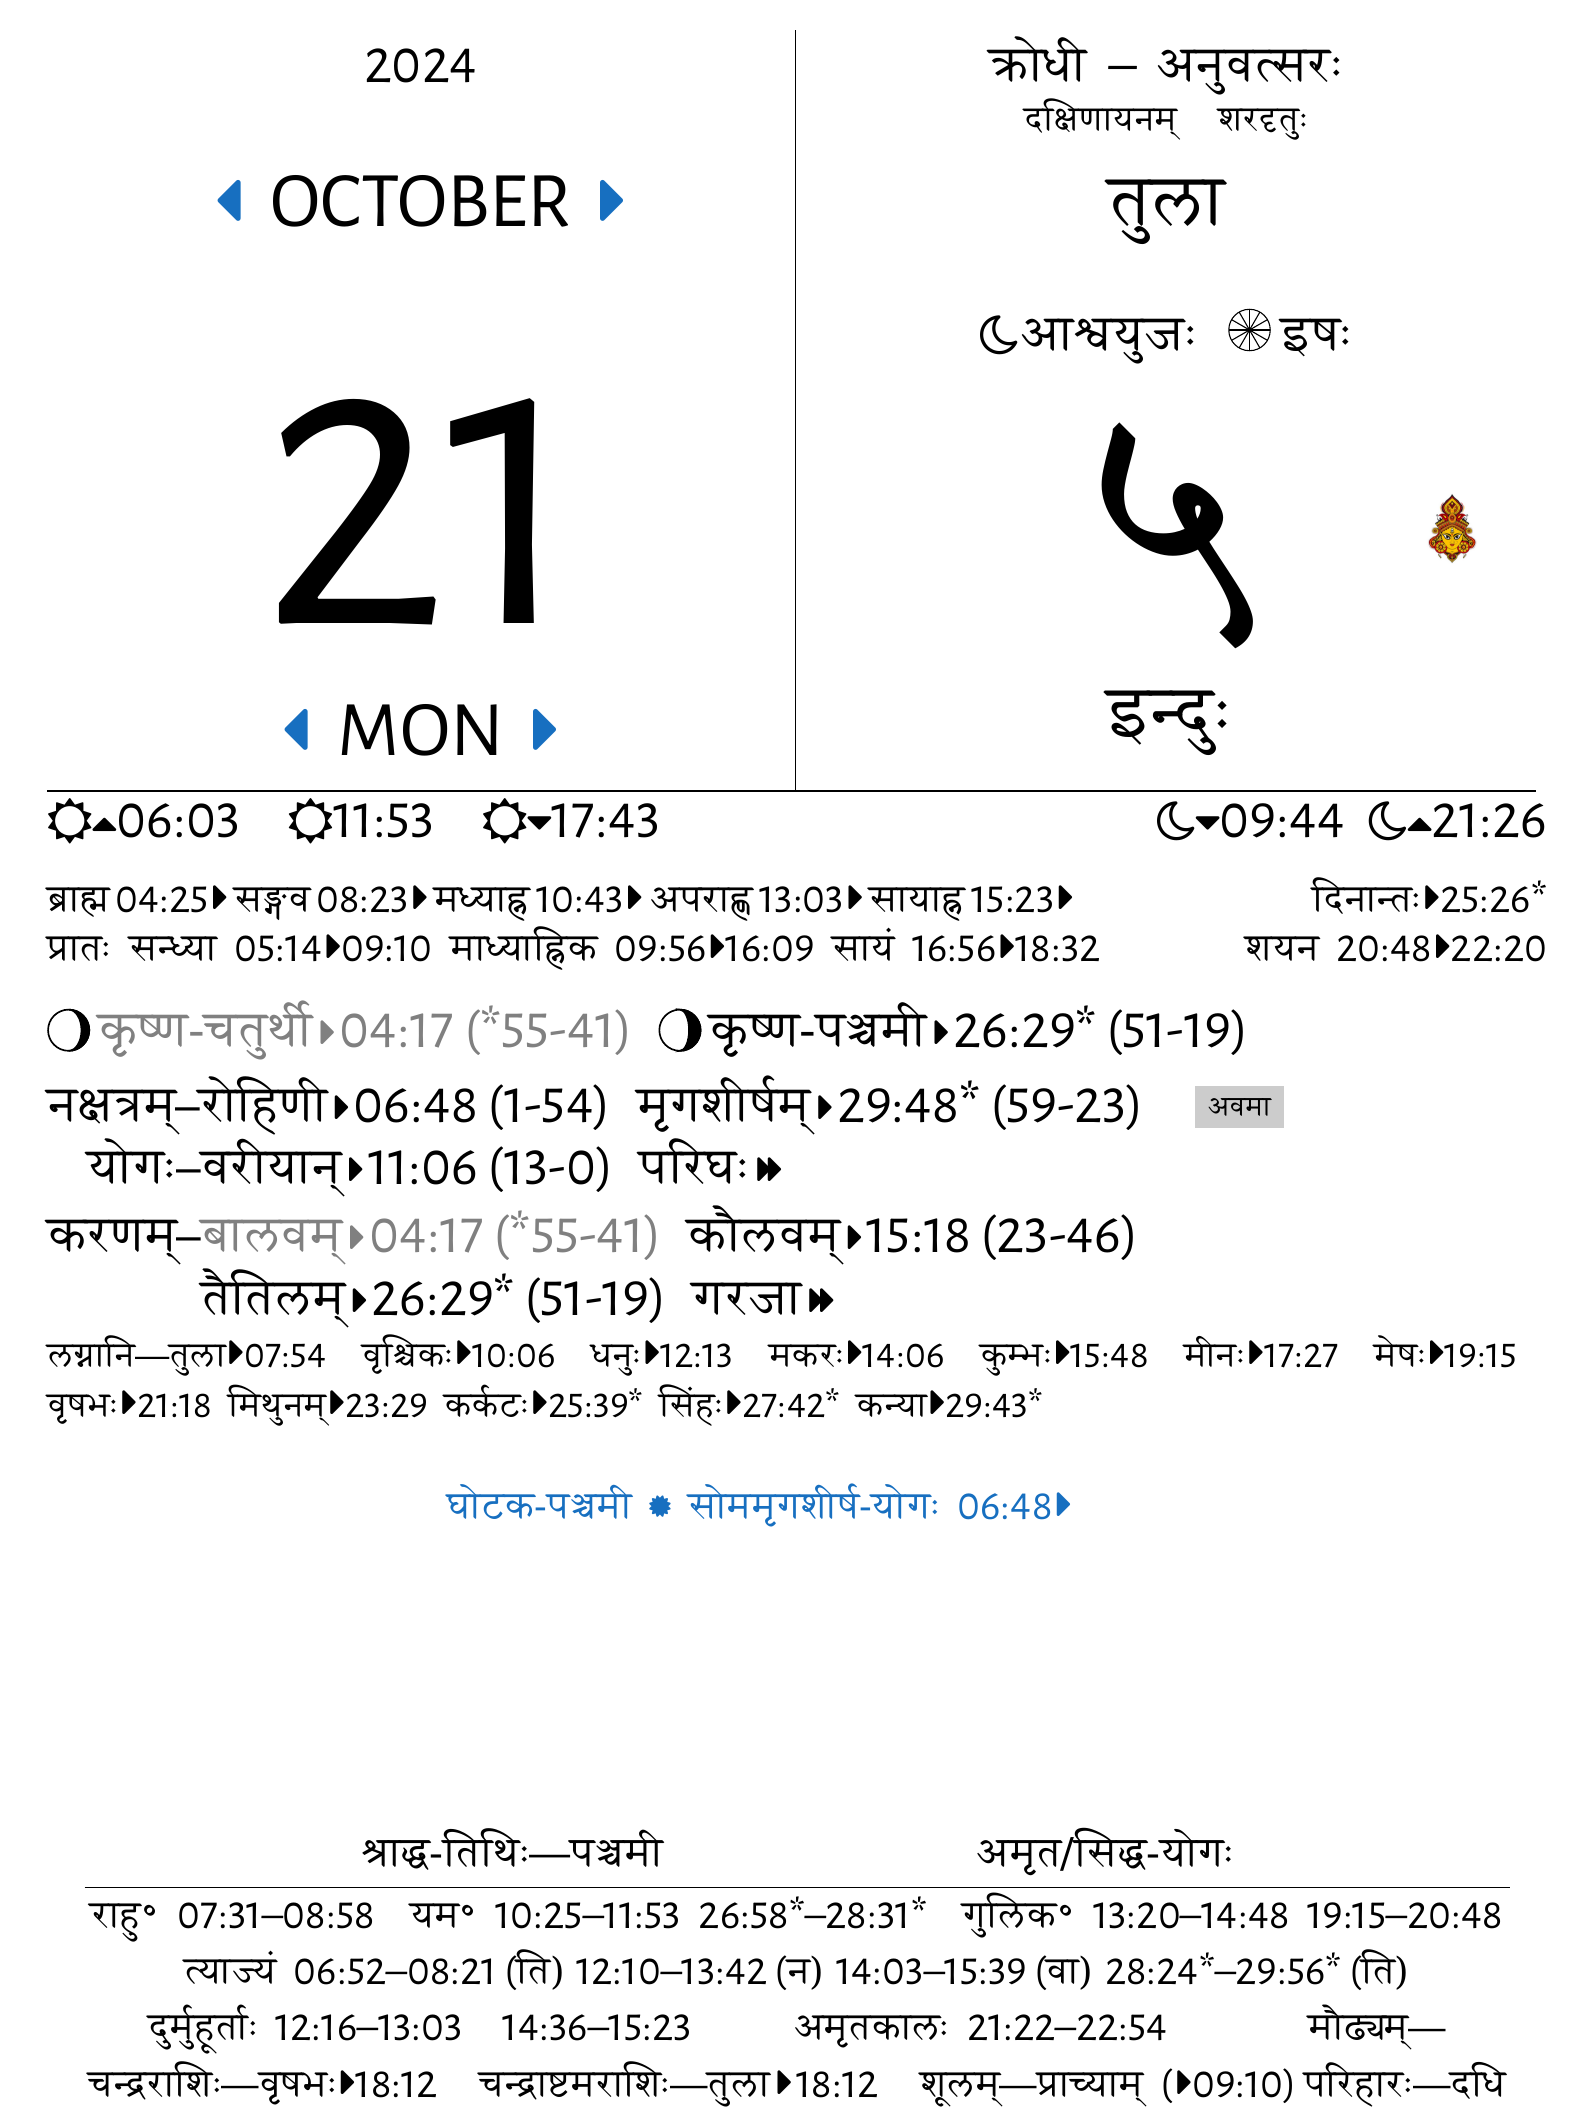 2024
OCTOBER
21
MON
क्रोधी – अनुवत्सरः
दक्षिणायनम् शरदृतुः
तुला
आश्वयुजः इषः
५
इन्दुः
06:03 11:53 17:43 09:44 21:26
ब्राह्म 04:25 सङ्गव 08:23 मध्याह्न 10:43 अपराह्ण 13:03 सायाह्न 15:23 दिनान्तः 25:26*
प्रातः सन्ध्या 05:14 09:10 माध्याह्निक 09:56 16:09 सायं 16:56 18:32 शयन 20:48 22:20
कृष्ण-चतुर्थी 04:17 (*55-41) कृष्ण-पञ्चमी 26:29* (51-19)
नक्षत्रम्–रोहिणी 06:48 (1-54) मृगशीर्षम् 29:48* (59-23) अवमा
योगः–वरीयान् 11:06 (13-0) परिघः
करणम्–बालवम् 04:17 (*55-41) कौलवम् 15:18 (23-46)
तैतिलम् 26:29* (51-19) गरजा
लग्नानि—तुला 07:54 वृश्चिकः 10:06 धनुः 12:13 मकरः 14:06 कुम्भः 15:48 मीनः 17:27 मेषः 19:15
वृषभः 21:18 मिथुनम् 23:29 कर्कटः 25:39* सिंहः 27:42* कन्या 29:43*
घोटक-पञ्चमी सोममृगशीर्ष-योगः 06:48
श्राद्ध-तिथिः—पञ्चमी अमृत/सिद्ध-योगः
राहु° 07:31–08:58 यम° 10:25–11:53 26:58*–28:31* गुलिक° 13:20–14:48 19:15–20:48
त्याज्यं 06:52–08:21 (ति) 12:10–13:42 (न) 14:03–15:39 (वा) 28:24*–29:56* (ति)
दुर्मुहूर्ताः 12:16–13:03 14:36–15:23 अमृतकालः 21:22–22:54 मौढ्यम्—
चन्द्रराशिः—वृषभः 18:12 चन्द्राष्टमराशिः—तुला 18:12 शूलम्—प्राच्याम् ( 09:10) परिहारः—दधि